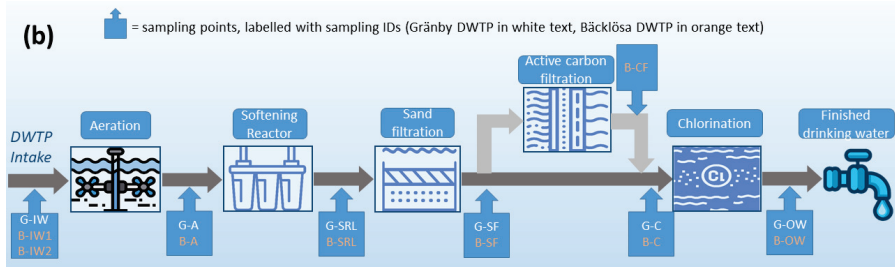 (b)
= sampling points, labelled with sampling IDs (Gränby DWTP in white text, Bäcklösa DWTP in orange text)
Active carbon
filtration
B-CF
DWTP
Intake
Aeration
Softening
Reactor
Sand
filtration
Chlorination
Finished
drinking water
CL
G-IW
B-IW1
B-IW2
G-A
B-A
G-SRL
B-SRL
G-SF
B-SF
G-C
B-C
G-OW
B-OW